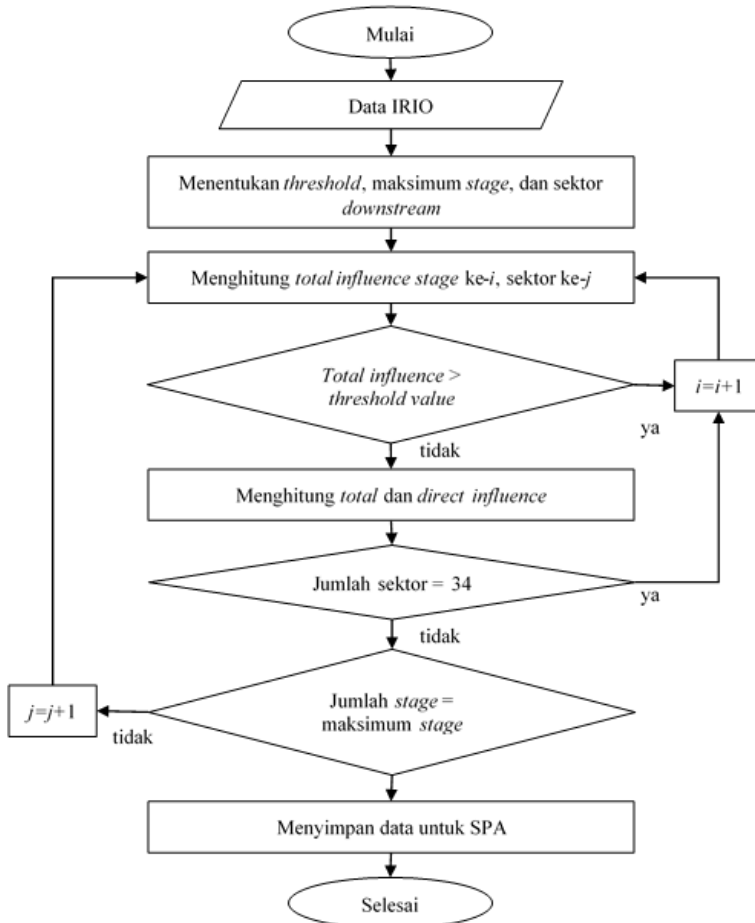 Mulai
Data IRIO
Menentukan threshold, maksimum stage, dan sektor
downstream
Menghitung total influence stage ke-i, sektor ke-j
Total influence >
threshold value
i=i+1
ya
tidak
Menghitung total dan direct influence
Jumlah sektor = 34
ya
tidak
Jumlah stage =
maksimum stage
j=j+1
tidak
Menyimpan data untuk SPA
Selesai